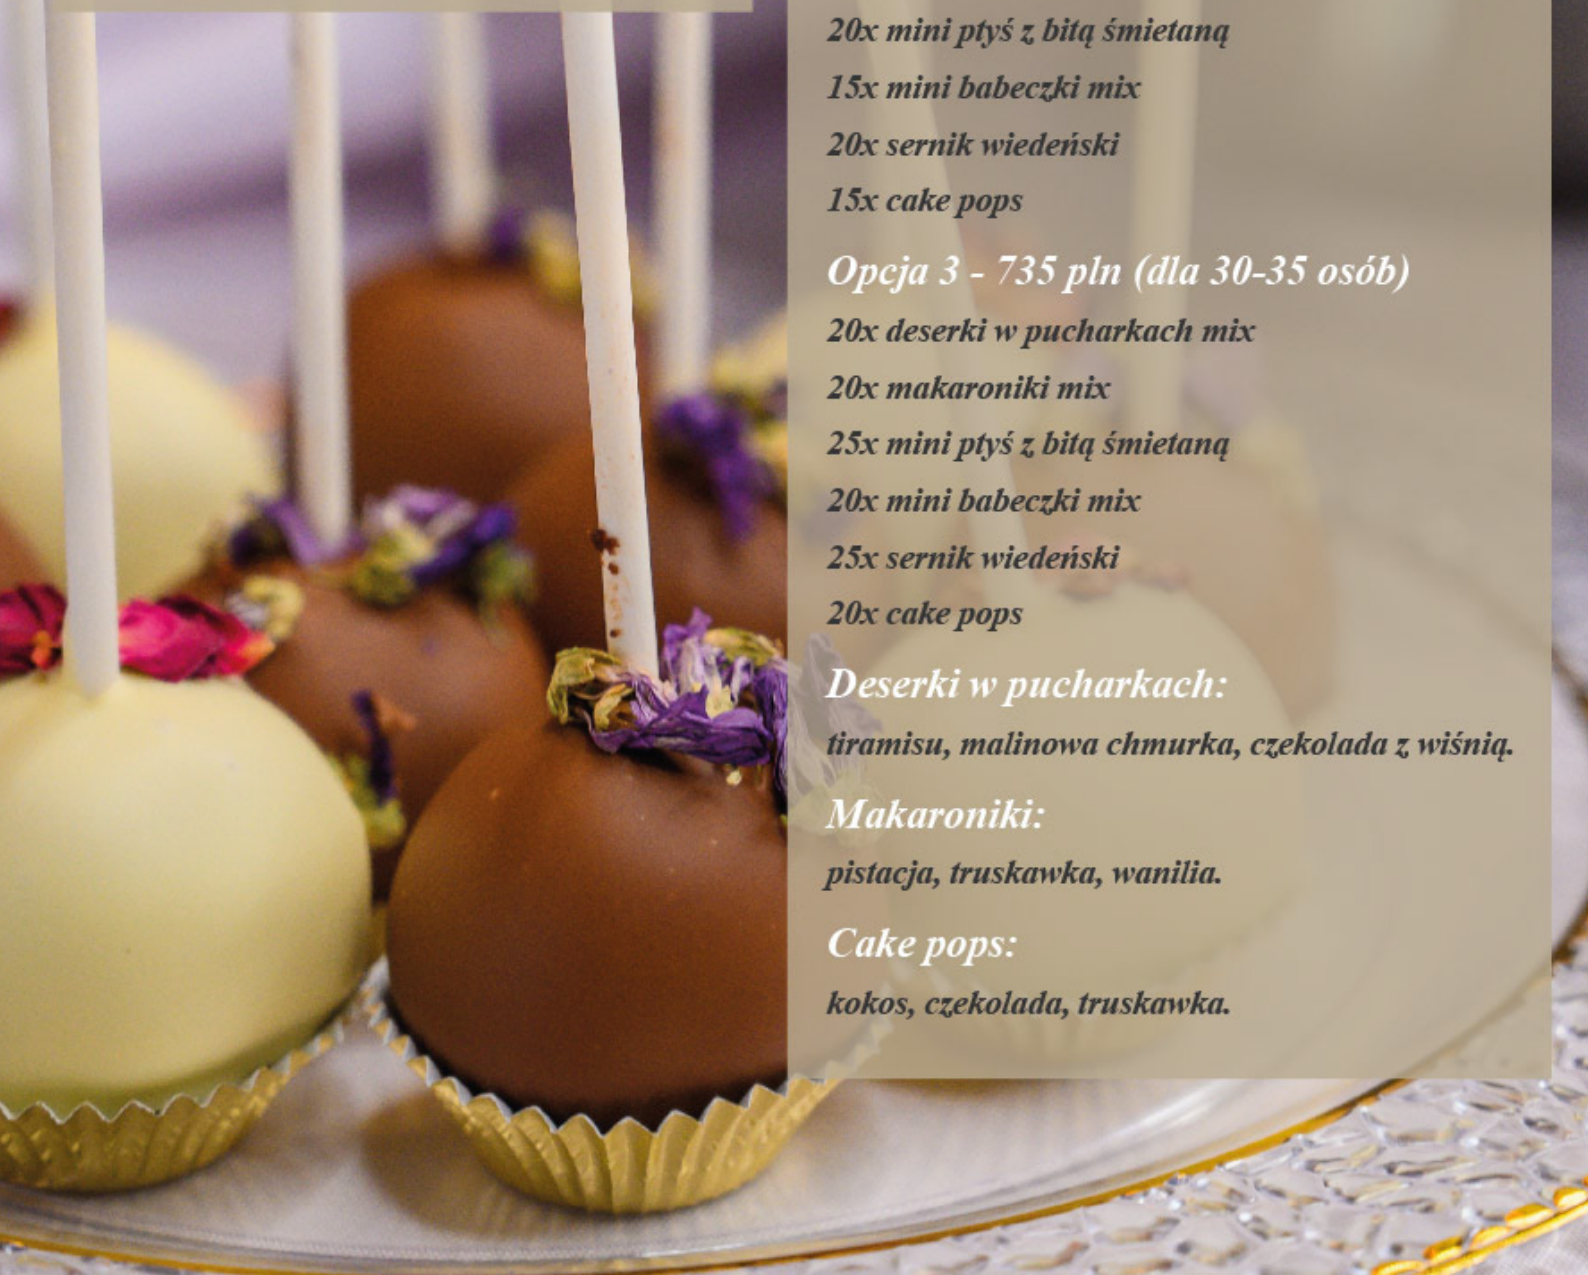 20x mini ptyś z bitą śmietaną
15x mini babeczki mix
20x sernik wiedeński
15x cake pops
Opcja 3 - 735 pln (dla 30-35 osób)
20x deserki w pucharkach mix
20x makaroniki mix
25x mini ptyś z bitą śmietaną
20x mini babeczki mix
25x sernik wiedeński
20x cake pops
Deserki w pucharkach:
tiramisu, malinowa chmurka, czekolada z wiśnią.
Makaroniki:
pistacja, truskawka, wanilia.
Cake pops:
kokos, czekolada, truskawka.